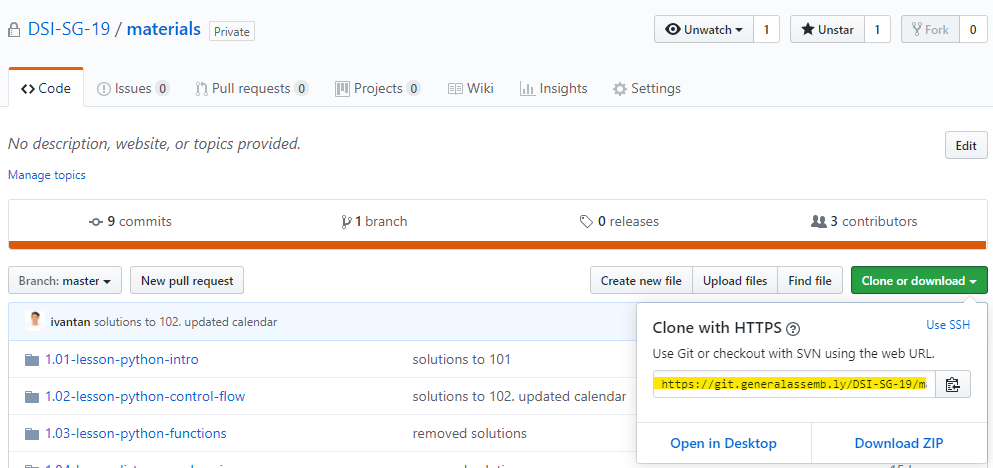 DSI-SG-19 / materials Private
Unwatch 1 Unstar 1 Fork 0
Code Issues 0 Pull requests 0 Projects 0 Wiki Insights Settings
No description, website, or topics provided. Edit
Manage topics
9 commits 1 branch 0 releases 3 contributors
Branch: master New pull request Create new file Upload files Find file Clone or download
ivantan solutions to 102. updated calendar
1.01-lesson-python-intro solutions to 101
1.02-lesson-python-control-flow solutions to 102. updated calendar
1.03-lesson-python-functions removed solutions
Clone with HTTPS ? Use SSH
Use Git or checkout with SVN using the web URL.
https://git.generalassemb.ly/DSI-SG-19/m
Open in Desktop Download ZIP